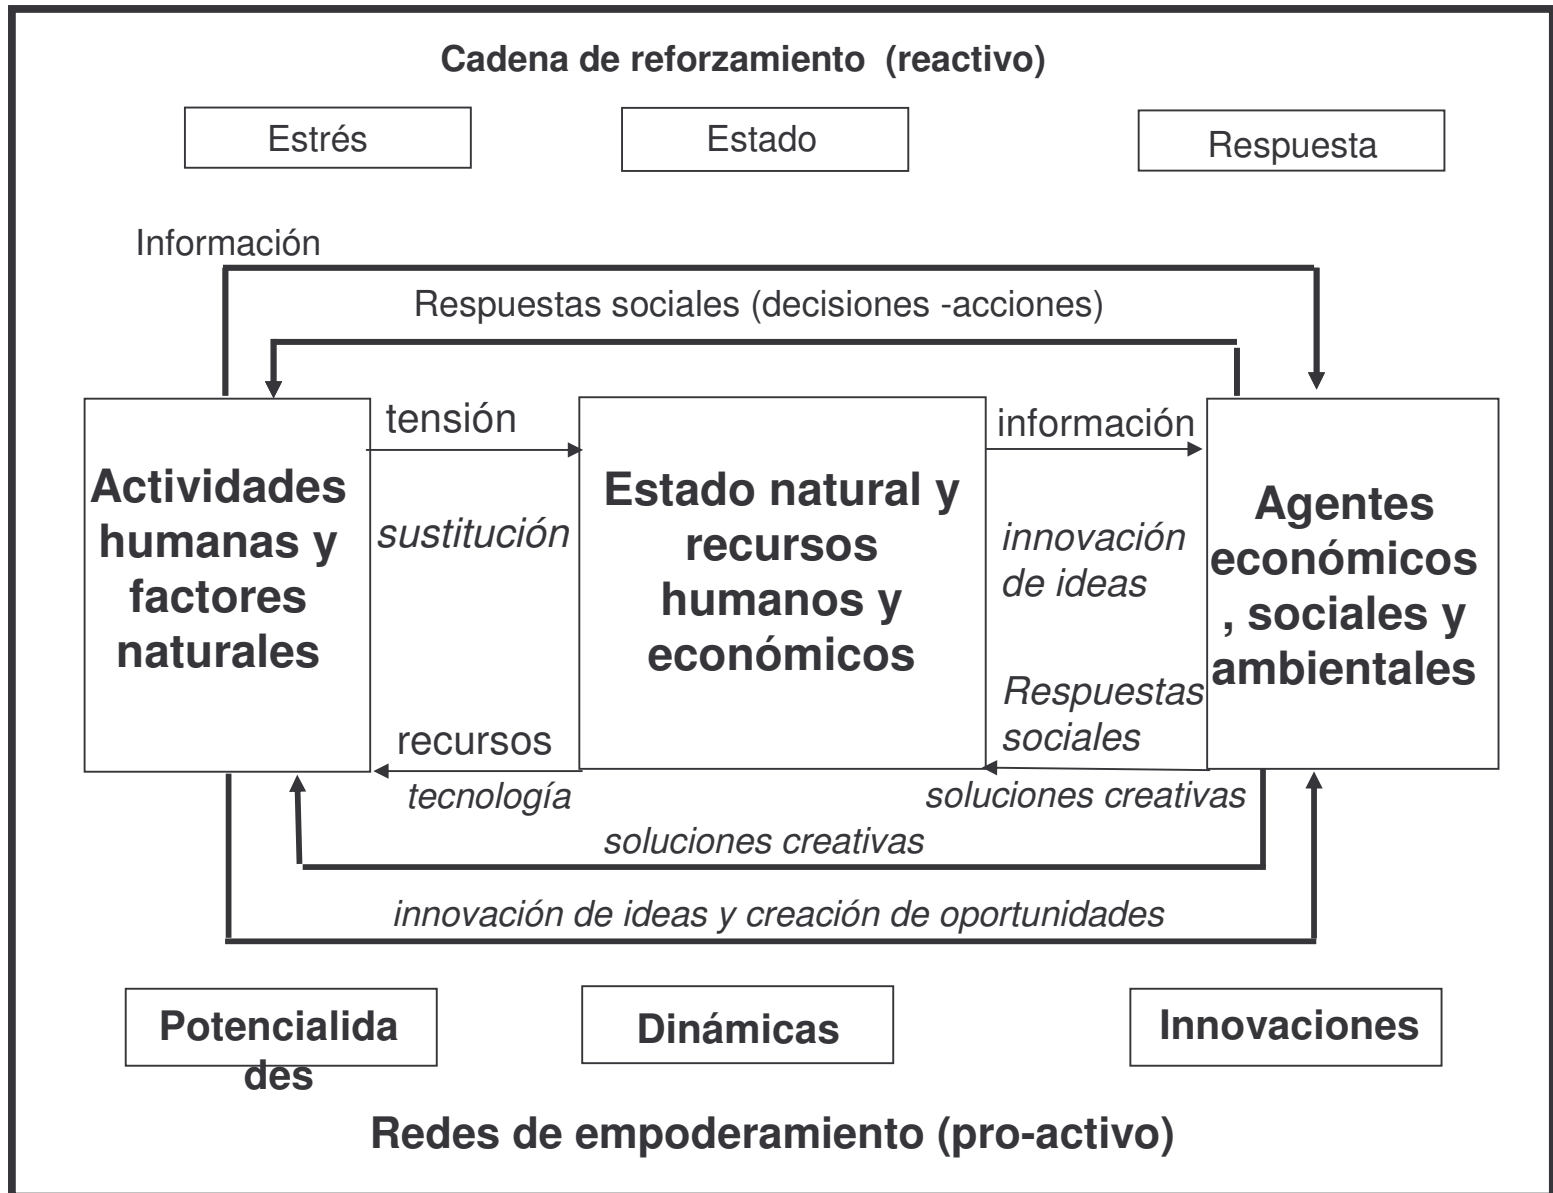 Cadena de reforzamiento (reactivo)
Estrés
Estado
Respuesta
Información
Respuestas sociales (decisiones -acciones)
tensión
información
Actividades
humanas y
factores
naturales
sustitución
Estado natural y
recursos
humanos y
económicos
innovación
de ideas
Agentes
económicos
, sociales y
ambientales
Respuestas
sociales
recursos
tecnología
soluciones creativas
soluciones creativas
innovación de ideas y creación de oportunidades
Potencialida
des
Dinámicas
Innovaciones
Redes de empoderamiento (pro-activo)